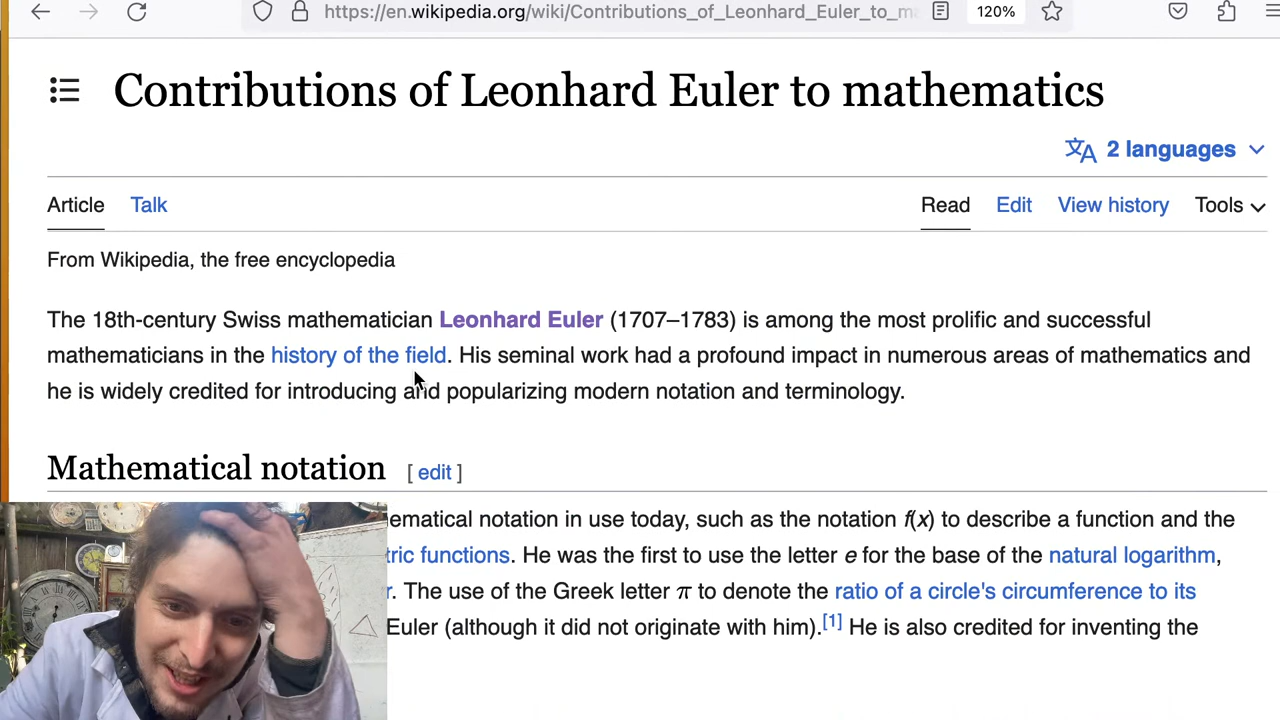 https://en.wikipedia.org/wiki/Contributions_of_Leonhard_Euler_to_ma
120%
Contributions of Leonhard Euler to mathematics
2 languages
Article Talk Read Edit View history Tools
From Wikipedia, the free encyclopedia
The 18th-century Swiss mathematician Leonhard Euler (1707–1783) is among the most prolific and successful
mathematicians in the history of the field. His seminal work had a profound impact in numerous areas of mathematics and
he is widely credited for introducing and popularizing modern notation and terminology.
Mathematical notation [ edit ]
ematical notation in use today, such as the notation f(x) to describe a function and the
tric functions. He was the first to use the letter e for the base of the natural logarithm,
r. The use of the Greek letter π to denote the ratio of a circle's circumference to its
Euler (although it did not originate with him).[1] He is also credited for inventing the